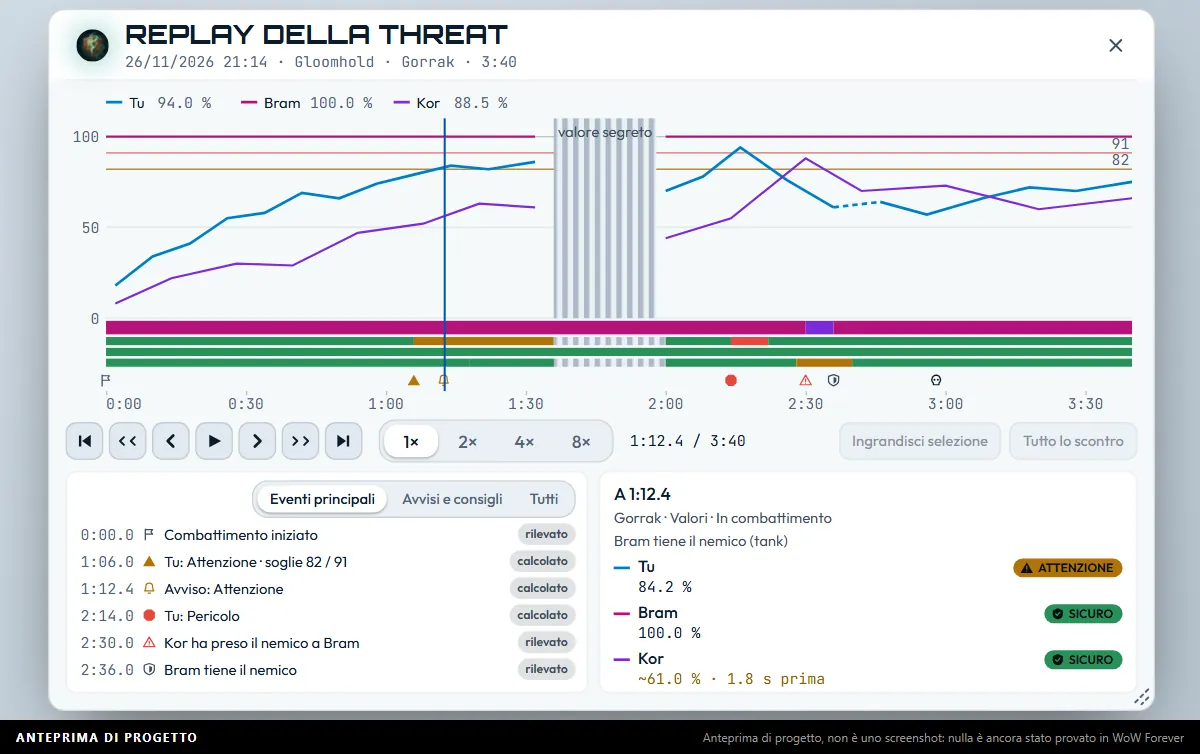 REPLAY DELLA THREAT
26/11/2026 21:14 · Gloomhold · Gorrak · 3:40
Tu 94.0 % Bram 100.0 % Kor 88.5 %
valore segreto
100
91
82
50
0
0:00 0:30 1:00 1:30 2:00 2:30 3:00 3:30
1× 2× 4× 8× 1:12.4 / 3:40 Ingrandisci selezione Tutto lo scontro
Eventi principali Avvisi e consigli Tutti
0:00.0 Combattimento iniziato rilevato
1:06.0 Tu: Attenzione · soglie 82 / 91 calcolato
1:12.4 Avviso: Attenzione calcolato
2:14.0 Tu: Pericolo calcolato
2:30.0 Kor ha preso il nemico a Bram rilevato
2:36.0 Bram tiene il nemico rilevato
A 1:12.4
Gorrak · Valori · In combattimento
Bram tiene il nemico (tank)
Tu ATTENZIONE
84.2 %
Bram SICURO
100.0 %
Kor SICURO
~61.0 % · 1.8 s prima
ANTEPRIMA DI PROGETTO
Anteprima di progetto, non è uno screenshot: nulla è ancora stato provato in WoW Forever